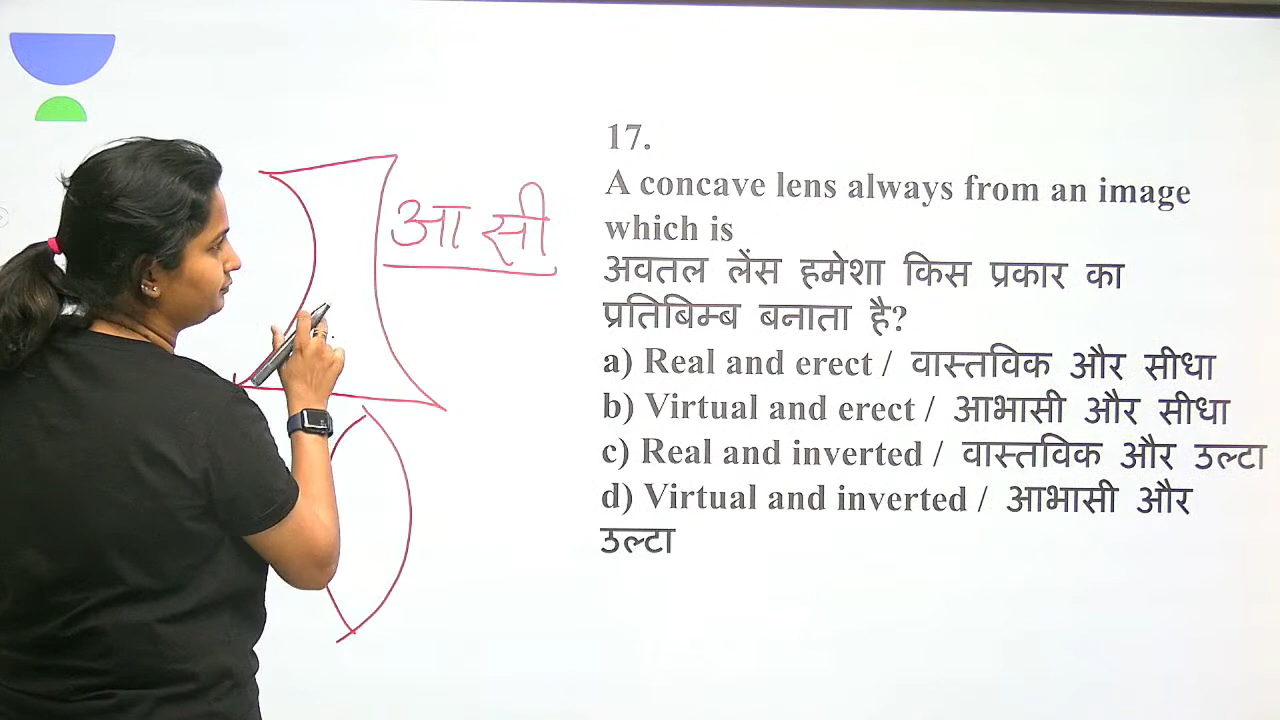 आ सी
17.
A concave lens always from an image
which is
अवतल लेंस हमेशा किस प्रकार का
प्रतिबिम्ब बनाता है?
a) Real and erect / वास्तविक और सीधा
b) Virtual and erect / आभासी और सीधा
c) Real and inverted / वास्तविक और उल्टा
d) Virtual and inverted / आभासी और
उल्टा